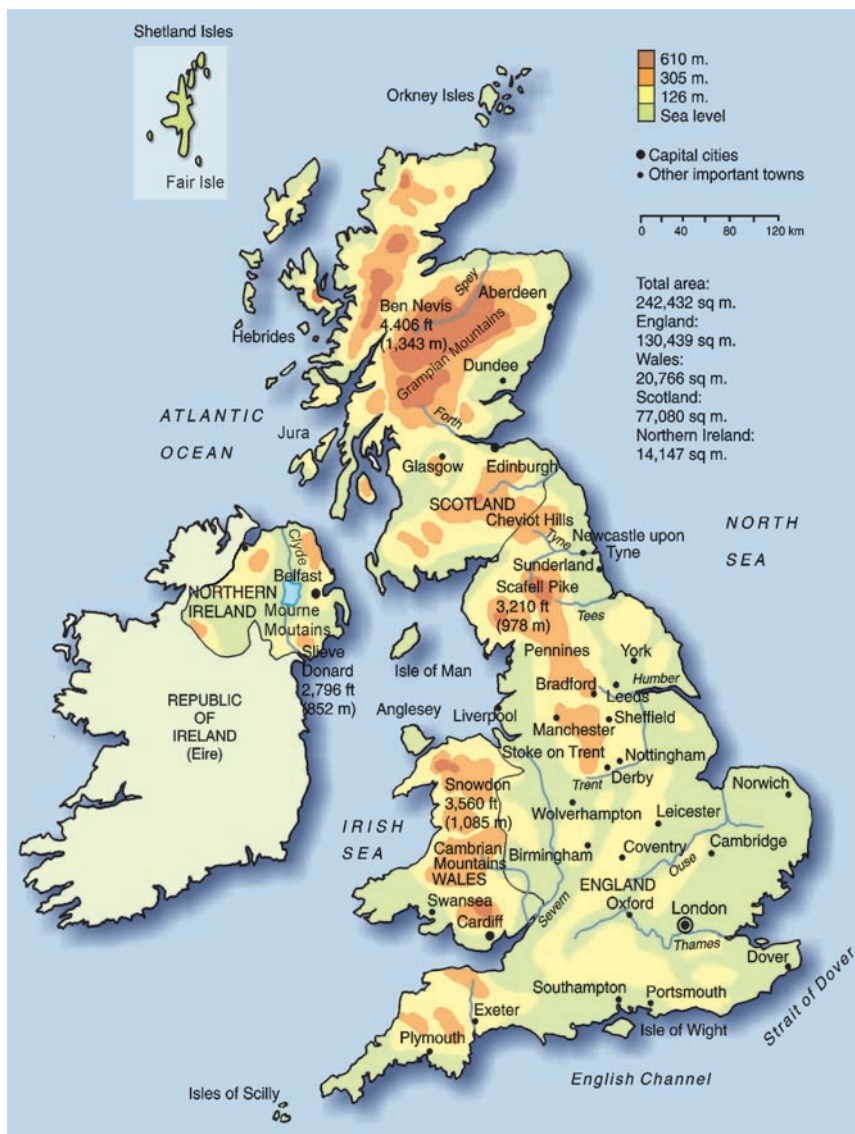 Shetland Isles
Fair Isle
Orkney Isles
610 m.
305 m.
126 m.
Sea level
Capital cities
Other important towns
0 40 80 120 km
Total area:
242,432 sq m.
England:
130,439 sq m.
Wales:
20,766 sq m.
Scotland:
77,080 sq m.
Northern Ireland:
14,147 sq m.
Hebrides
Ben Nevis
4.406 ft
(1,343 m)
Spey
Aberdeen
Grampian Mountains
Dundee
Forth
ATLANTIC
OCEAN
Jura
Glasgow
Edinburgh
SCOTLAND
Cheviot Hills
NORTH
SEA
Tyne
Newcastle upon
Tyne
Sunderland
Clyde
Belfast
NORTHERN
IRELAND
Mourne
Moutains
Slieve
Donard
2,796 ft
(852 m)
Scafell Pike
3,210 ft
(978 m)
Tees
Isle of Man
Pennines
York
Bradford
Humber
Leeds
REPUBLIC
OF
IRELAND
(Eire)
Anglesey
Liverpool
Manchester
Sheffield
Stoke on Trent
Nottingham
Derby
Trent
Norwich
Snowdon
3,560 ft
(1,085 m)
Wolverhampton
Leicester
IRISH
SEA
Cambrian
Mountains
WALES
Birmingham
Coventry
Cambridge
Ouse
ENGLAND
Swansea
Severn
Oxford
London
Cardiff
Thames
Dover
Strait of Dover
Southampton
Portsmouth
Exeter
Isle of Wight
Plymouth
English Channel
Isles of Scilly